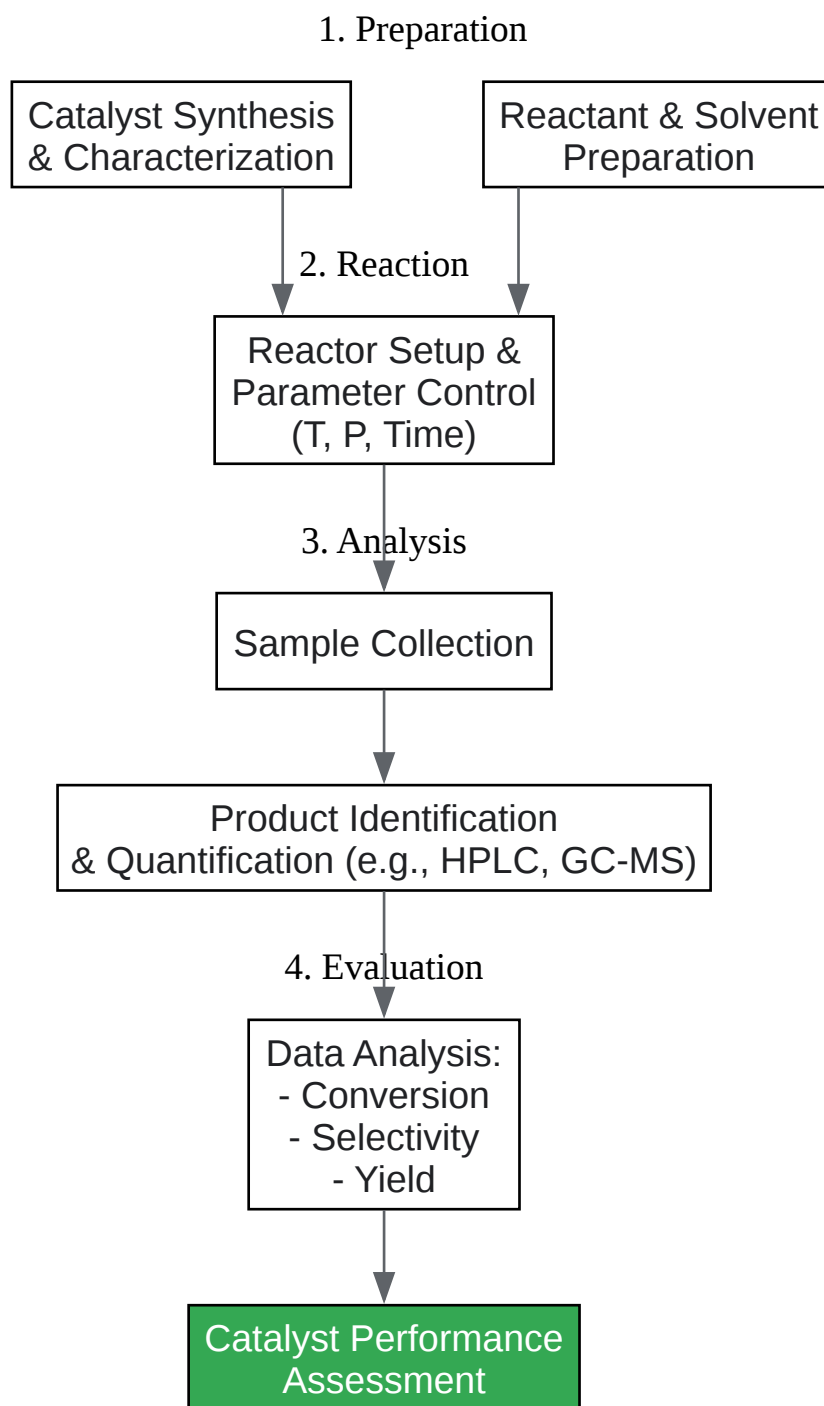 1. Preparation
Catalyst Synthesis
& Characterization
Reactant & Solvent
Preparation
2. Reaction
Reactor Setup &
Parameter Control
(T, P, Time)
3. Analysis
Sample Collection
Product Identification
& Quantification (e.g., HPLC, GC-MS)
4. Evaluation
Data Analysis:
- Conversion
- Selectivity
- Yield
Catalyst Performance
Assessment